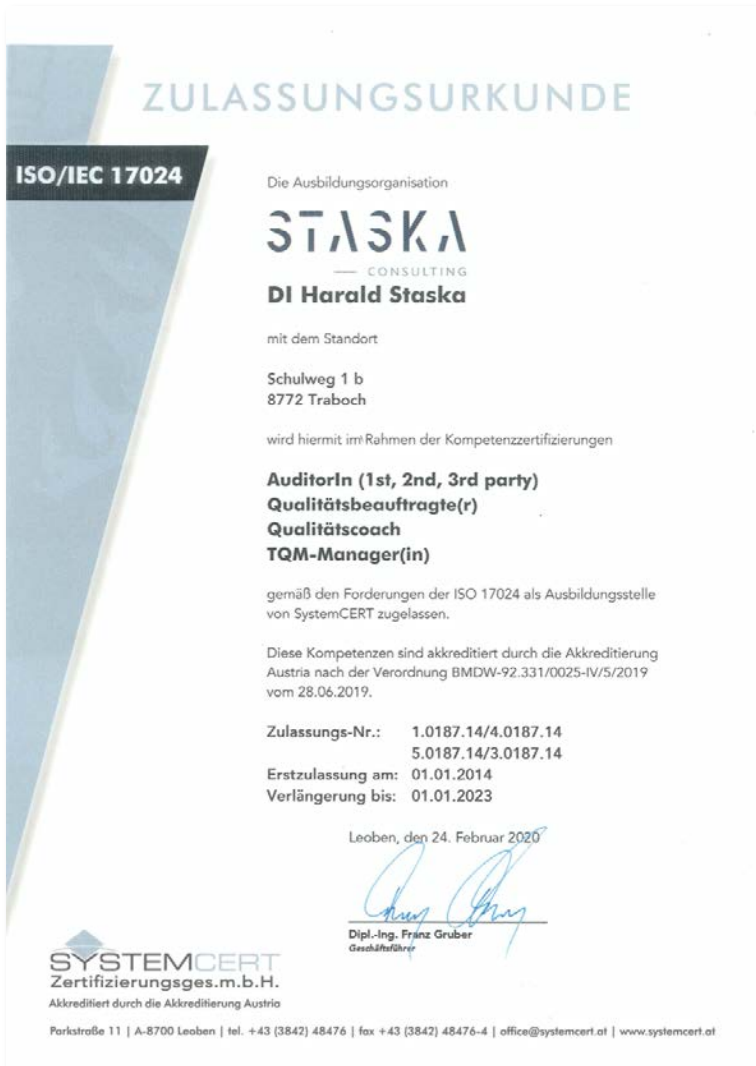 ZULASSUNGSURKUNDE
ISO/IEC 17024
Die Ausbildungsorganisation
STASKA
CONSULTING
DI Harald Staska
mit dem Standort
Schulweg 1 b
8772 Traboch
wird hiermit im Rahmen der Kompetenzzertifizierungen
AuditorIn (1st, 2nd, 3rd party)
Qualitätsbeauftragte(r)
Qualitätscoach
TQM-Manager(in)
gemäß den Forderungen der ISO 17024 als Ausbildungsstelle
von SystemCERT zugelassen.
Diese Kompetenzen sind akkreditiert durch die Akkreditierung
Austria nach der Verordnung BMDW-92.331/0025-IV/5/2019
vom 28.06.2019.
Zulassungs-Nr.: 1.0187.14/4.0187.14
5.0187.14/3.0187.14
Erstzulassung am: 01.01.2014
Verlängerung bis: 01.01.2023
Leoben, den 24. Februar 2020
Dipl.-Ing. Franz Gruber
Geschäftsführer
SYSTEMCERT
Zertifizierungsges.m.b.H.
Akkreditiert durch die Akkreditierung Austria
Parkstraße 11 | A-8700 Leoben | tel. +43 (3842) 48476 | fax +43 (3842) 48476-4 | office@systemcert.at | www.systemcert.at